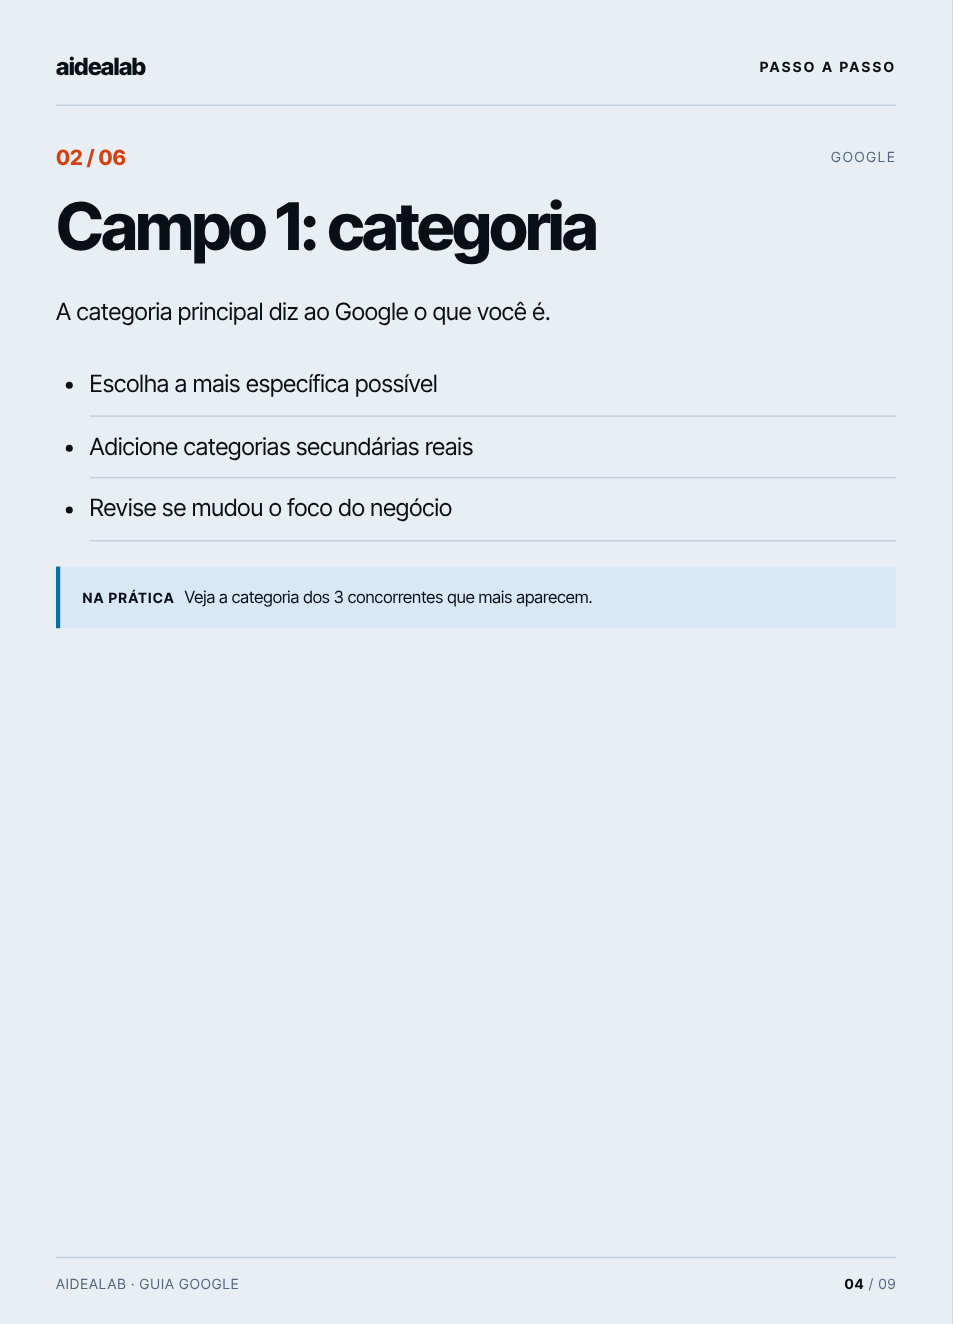 aidealab
PASSO A PASSO
02 / 06
GOOGLE
Campo 1: categoria
A categoria principal diz ao Google o que você é.
• Escolha a mais específica possível
• Adicione categorias secundárias reais
• Revise se mudou o foco do negócio
NA PRÁTICA Veja a categoria dos 3 concorrentes que mais aparecem.
AIDEALAB · GUIA GOOGLE
04 / 09